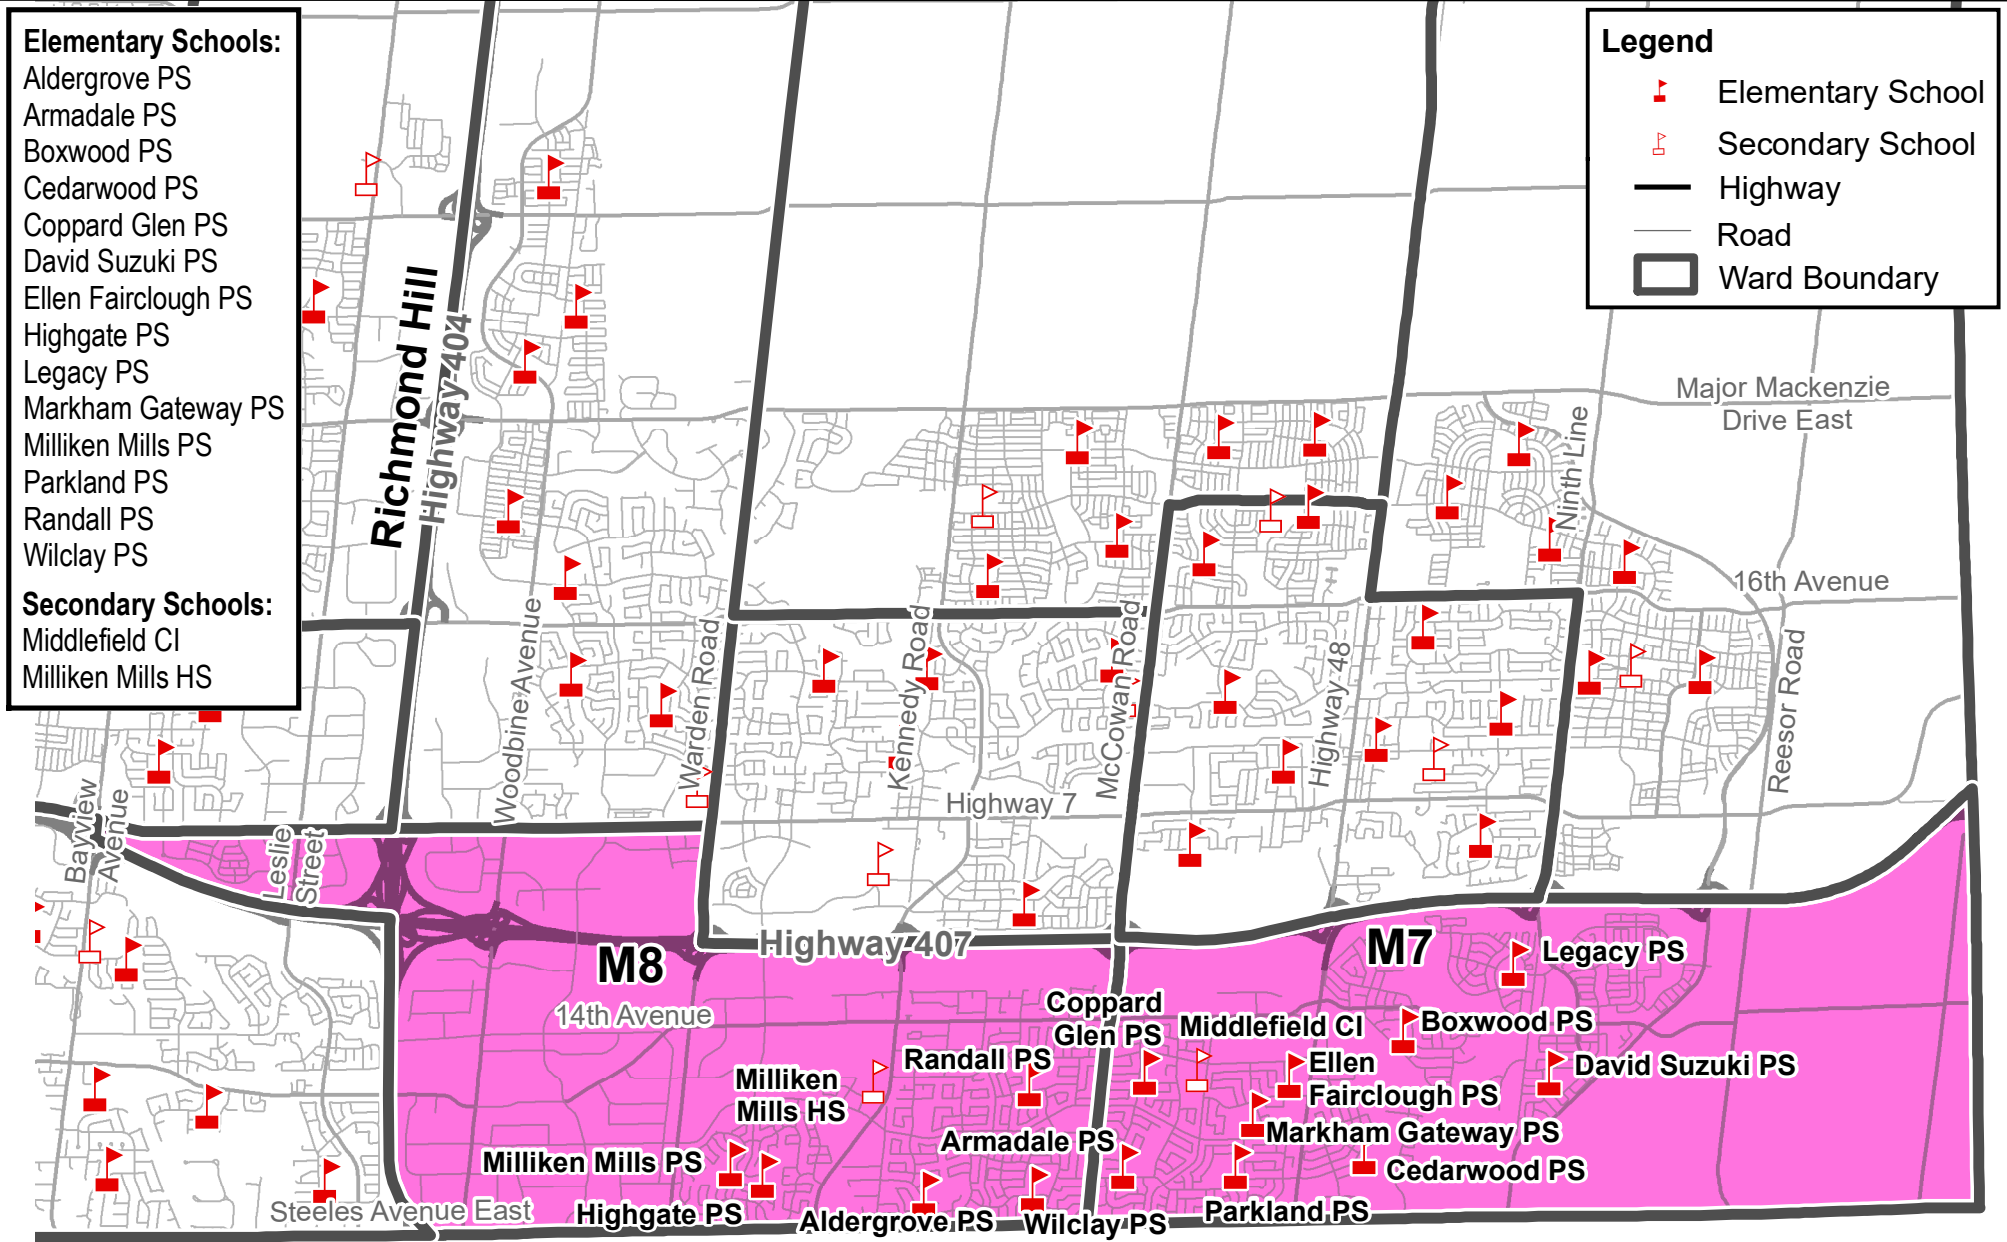 Elementary Schools:
Aldergrove PS
Armadale PS
Boxwood PS
Cedarwood PS
Coppard Glen PS
David Suzuki PS
Ellen Fairclough PS
Highgate PS
Legacy PS
Markham Gateway PS
Milliken Mills PS
Parkland PS
Randall PS
Wilclay PS
Secondary Schools:
Middlefield CI
Milliken Mills HS
Legend
Elementary School
Secondary School
Highway
Road
Ward Boundary
Richmond Hill
Highway 404
Major Mackenzie
Drive East
Ninth Line
16th Avenue
Woodbine Avenue
Warden Road
Kennedy Road
McCowan Road
Highway 48
Reesor Road
Highway 7
Bayview
Avenue
Leslie
Street
Highway 407
M8
M7
14th Avenue
Legacy PS
Coppard
Glen PS
Middlefield CI
Boxwood PS
Randall PS
Ellen
Fairclough PS
David Suzuki PS
Milliken
Mills HS
Markham Gateway PS
Armadale PS
Milliken Mills PS
Cedarwood PS
Steeles Avenue East
Highgate PS
Aldergrove PS
Wilclay PS
Parkland PS